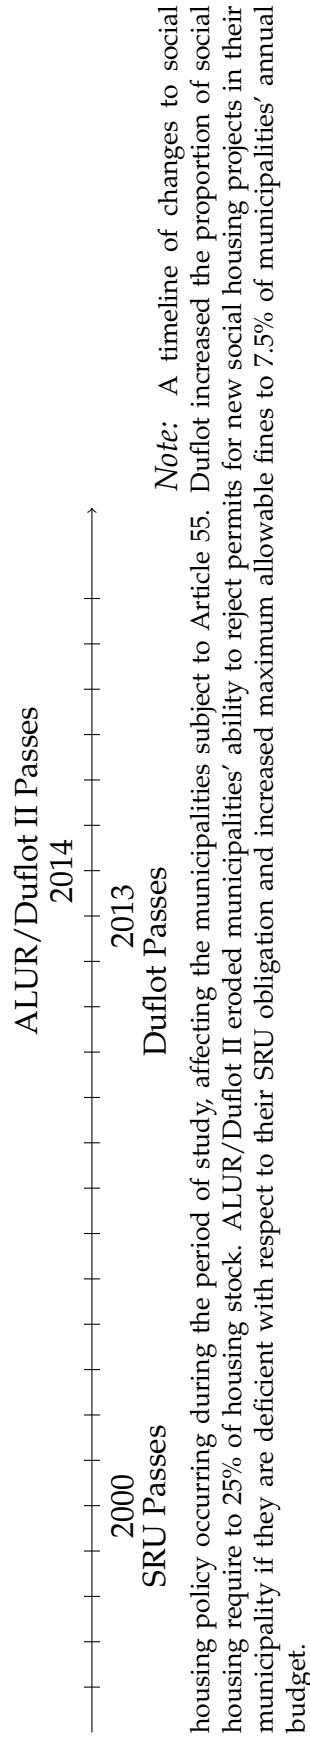 ALUR/Duflot II Passes
2014
2000
SRU Passes
2013
Duflot Passes
Note: A timeline of changes to social
housing policy occurring during the period of study, affecting the municipalities subject to Article 55. Duflot increased the proportion of social
housing require to 25% of housing stock. ALUR/Duflot II eroded municipalities' ability to reject permits for new social housing projects in their
municipality if they are deficient with respect to their SRU obligation and increased maximum allowable fines to 7.5% of municipalities' annual
budget.